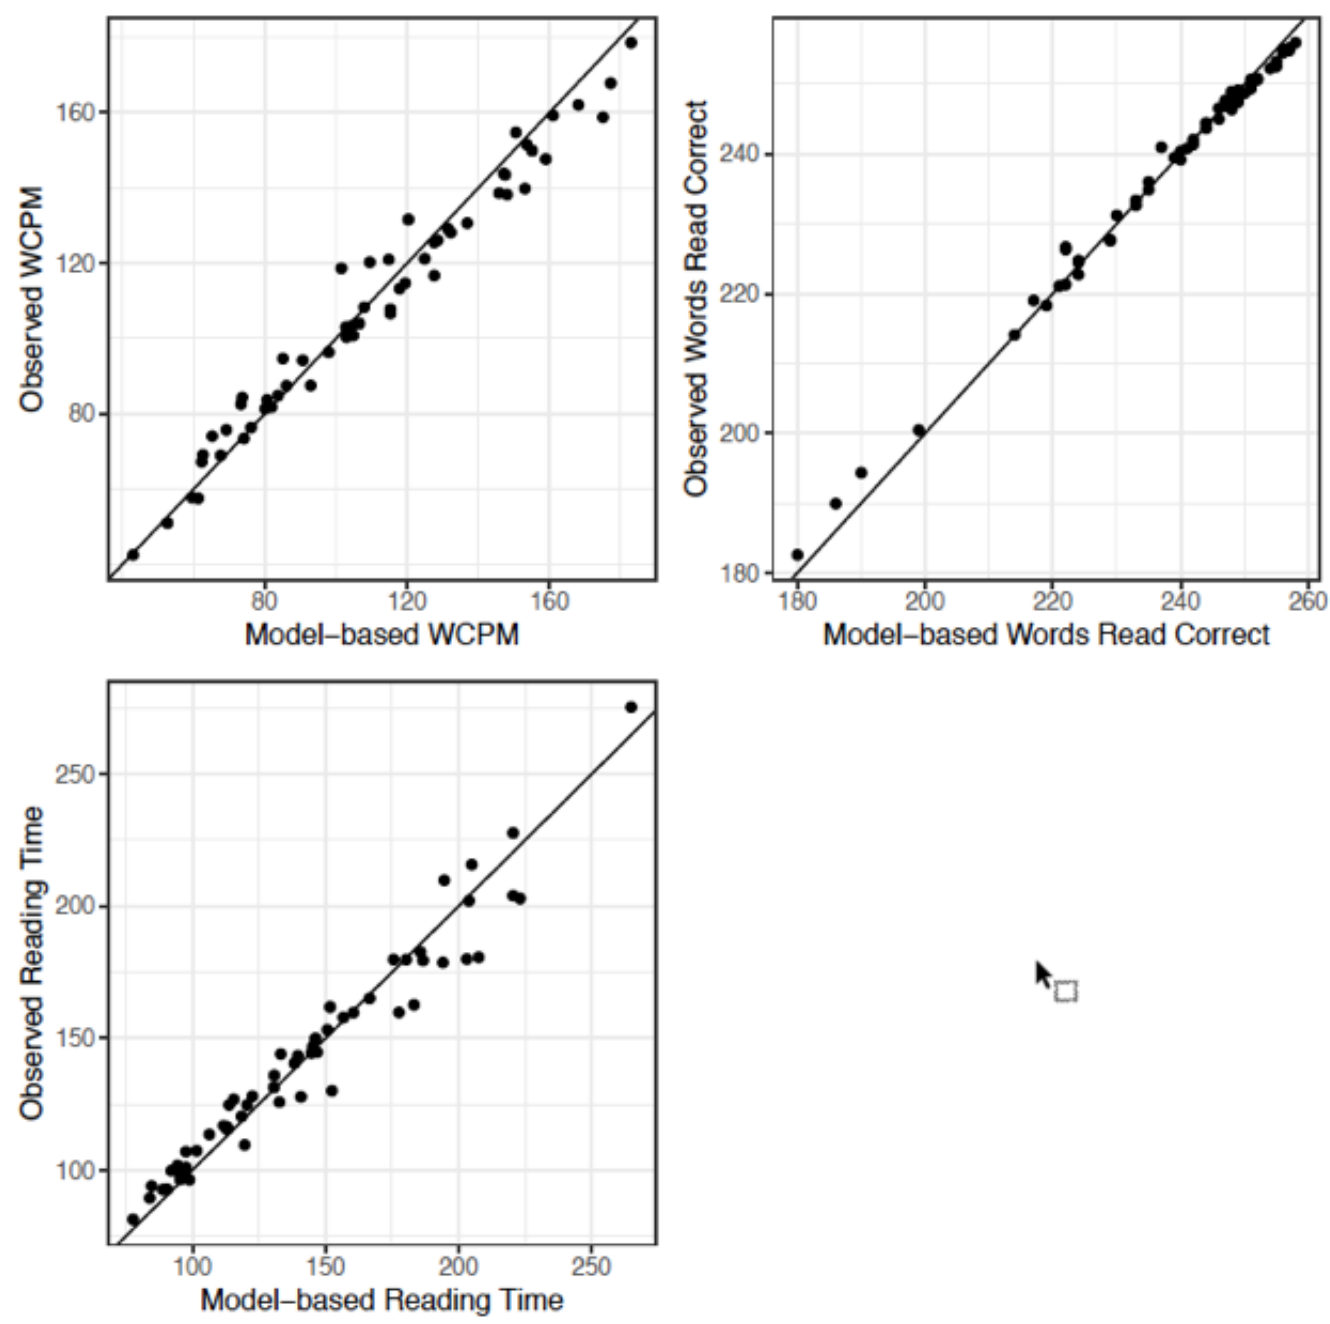 Observed WCPM
160
120
80
80 120 160
Model-based WCPM
Observed Words Read Correct
240
220
200
180
180 200 220 240 260
Model-based Words Read Correct
Observed Reading Time
250
200
150
100
100 150 200 250
Model-based Reading Time